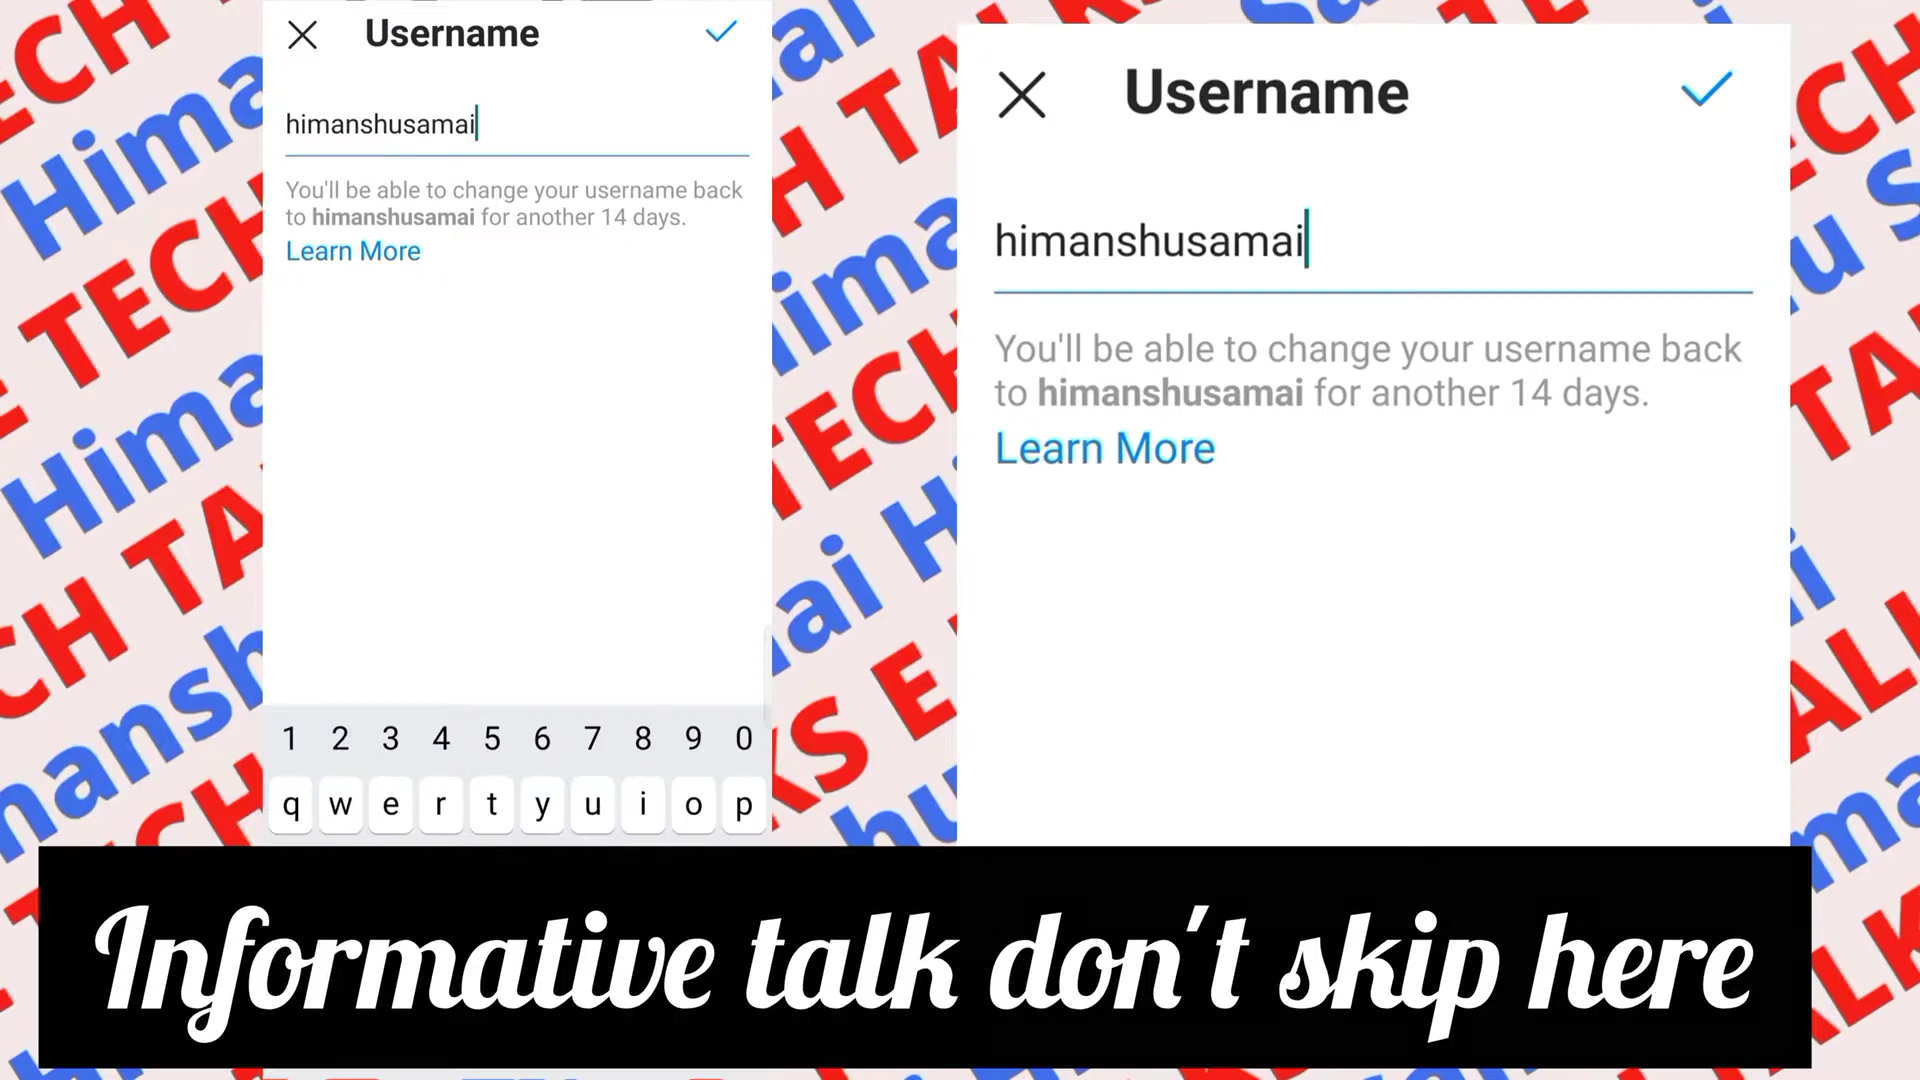 Username
himanshusamai
You'll be able to change your username back
to himanshusamai for another 14 days.
Learn More
1 2 3 4 5 6 7 8 9 0
q w e r t y u i o p
Username
himanshusamai
You'll be able to change your username back
to himanshusamai for another 14 days.
Learn More
Informative talk don't skip here